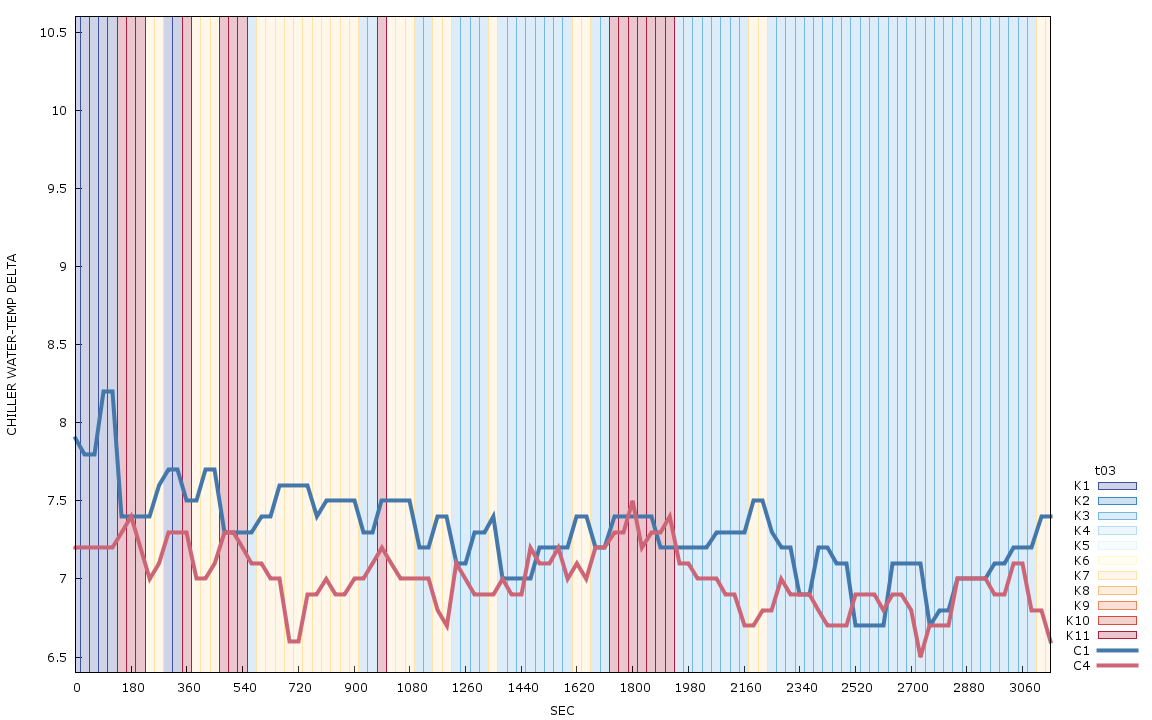 10.5
10
9.5
9
8.5
8
7.5
7
6.5
CHILLER WATER-TEMP DELTA
0 180 360 540 720 900 1080 1260 1440 1620 1800 1980 2160 2340 2520 2700 2880 3060
SEC
t03
K1
K2
K3
K4
K5
K6
K7
K8
K9
K10
K11
C1
C4